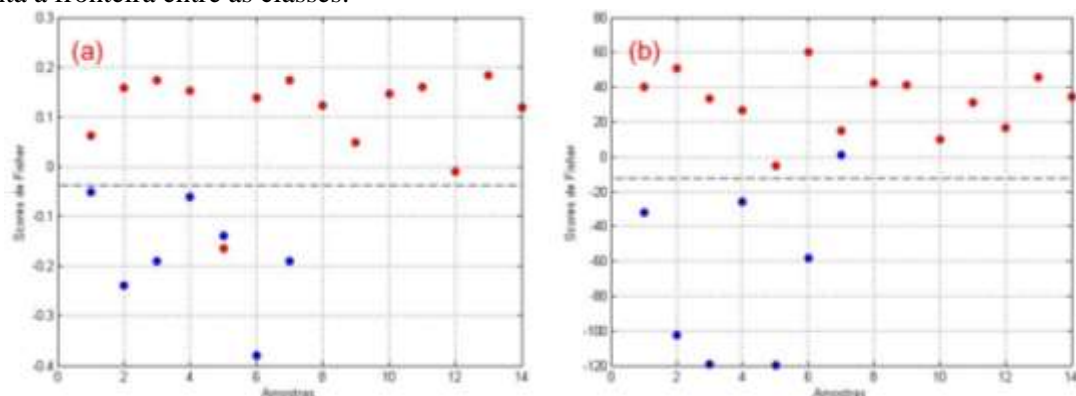 ta a fronteira entre as classes.
(a)
Scores de Fisher
0.3
0.2
0.1
0
-0.1
-0.2
-0.3
-0.4
0 2 4 6 8 10 12 14
Amostras
(b)
Scores de Fisher
80
60
40
20
0
-20
-40
-60
-80
-100
-120
0 2 4 6 8 10 12 14
Amostras